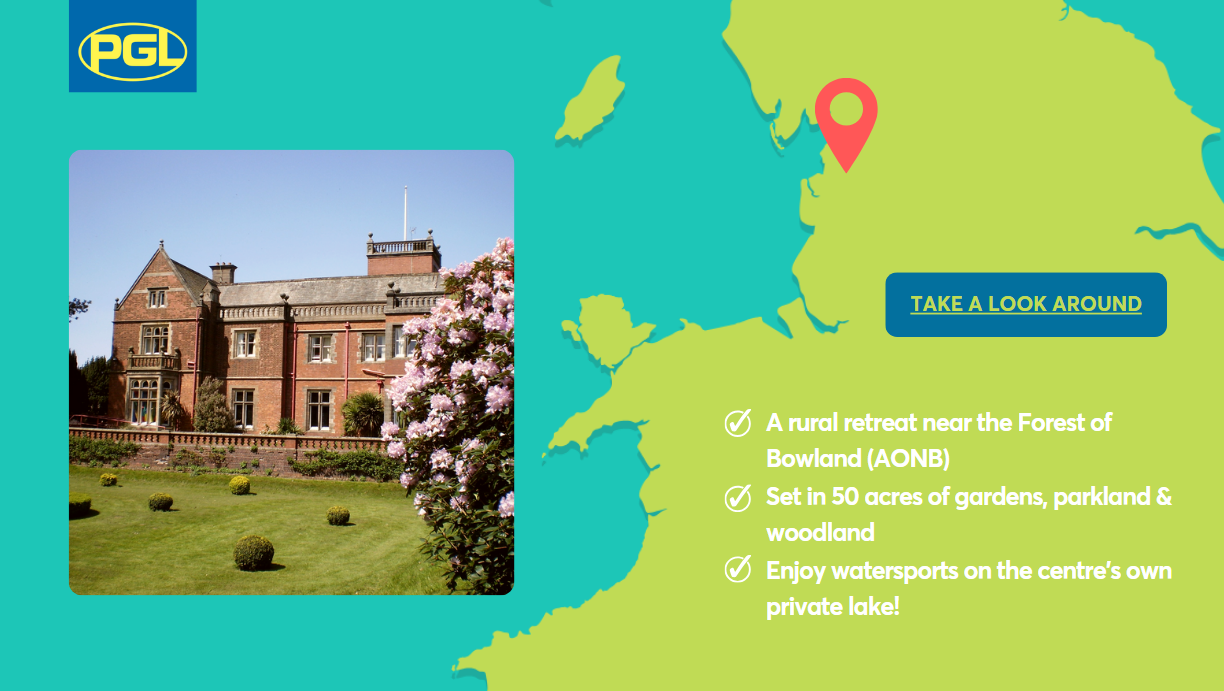 PGL
TAKE A LOOK AROUND
A rural retreat near the Forest of
Bowland (AONB)
Set in 50 acres of gardens, parkland &
woodland
Enjoy watersports on the centre's own
private lake!